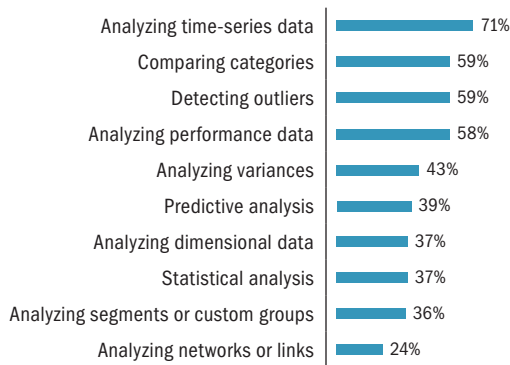 Analyzing time-series data 71%
Comparing categories 59%
Detecting outliers 59%
Analyzing performance data 58%
Analyzing variances 43%
Predictive analysis 39%
Analyzing dimensional data 37%
Statistical analysis 37%
Analyzing segments or custom groups 36%
Analyzing networks or links 24%